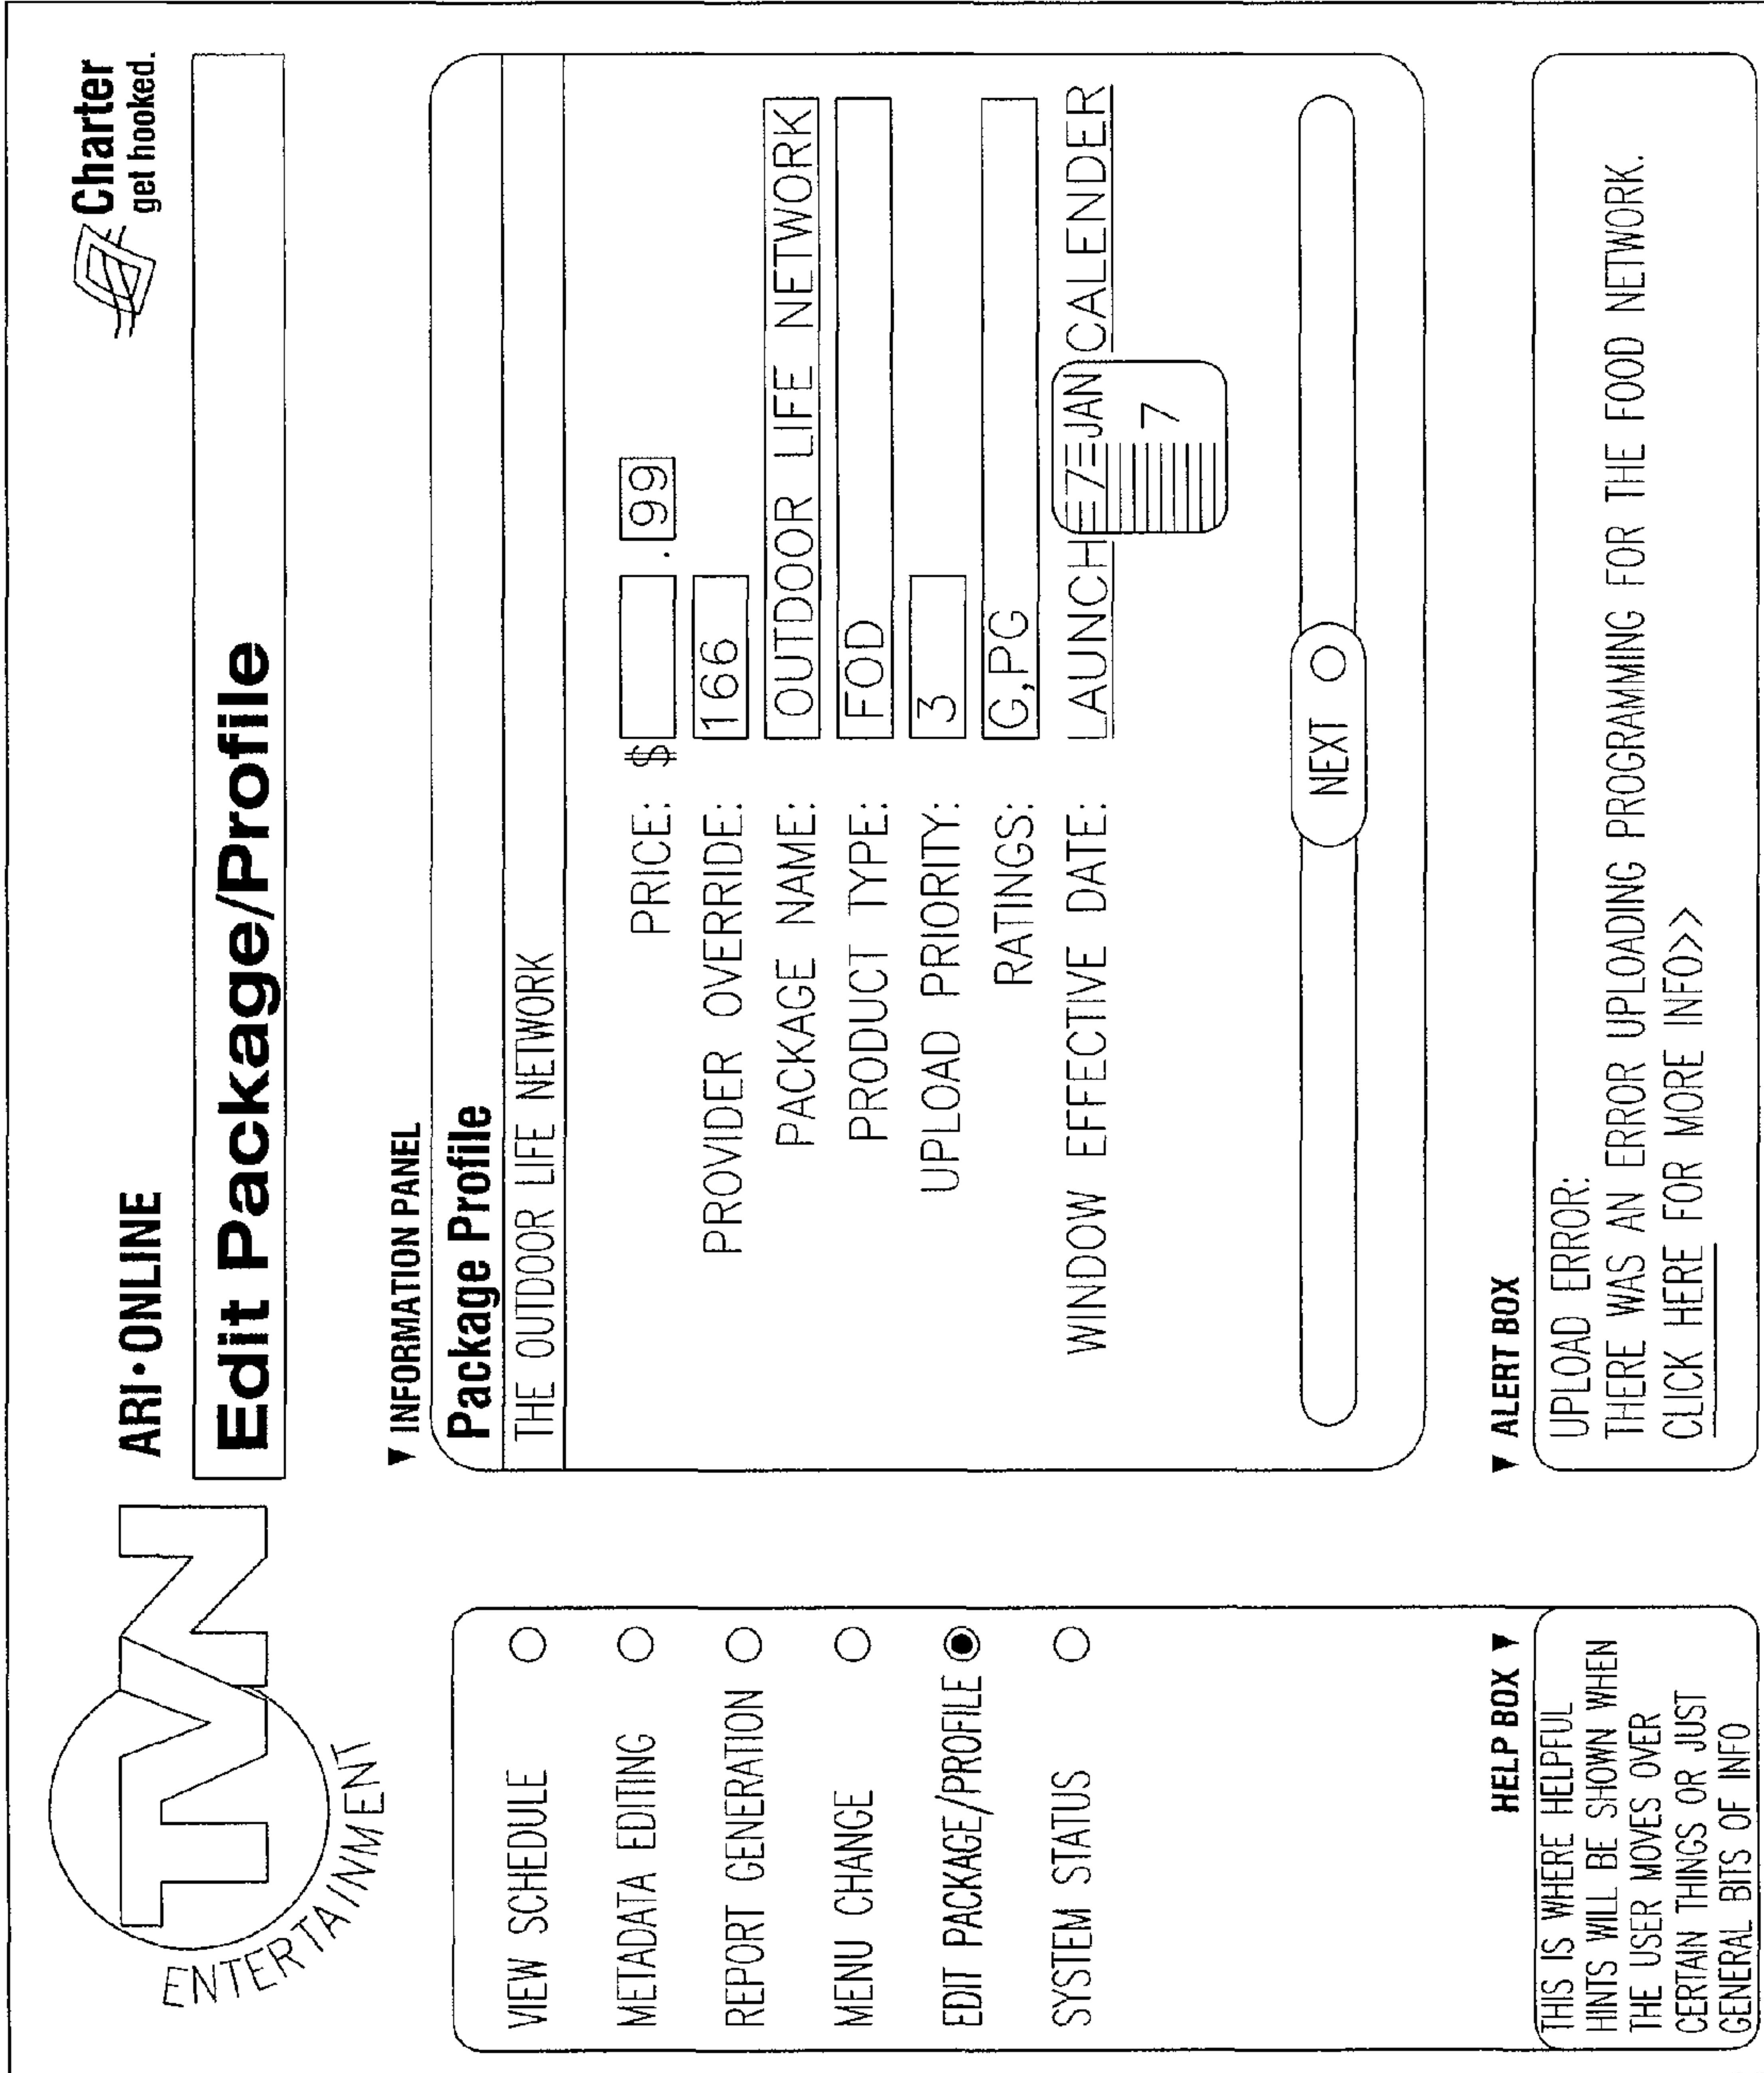 TVN
ENTERTAINMENT
ARI•ONLINE
Charter
get hooked.
Edit Package/Profile
VIEW SCHEDULE
METADATA EDITING
REPORT GENERATION
MENU CHANGE
EDIT PACKAGE/PROFILE
SYSTEM STATUS
▼ INFORMATION PANEL
Package Profile
THE OUTDOOR LIFE NETWORK
PRICE: $ . 99
PROVIDER OVERRIDE: 166
PACKAGE NAME: OUTDOOR LIFE NETWORK
PRODUCT TYPE: FOD
UPLOAD PRIORITY: 3
RATINGS: G,PG
WINDOW EFFECTIVE DATE: LAUNCH JAN CALENDER
7
NEXT
HELP BOX ▼
THIS IS WHERE HELPFUL
HINTS WILL BE SHOWN WHEN
THE USER MOVES OVER
CERTAIN THINGS OR JUST
GENERAL BITS OF INFO
▼ ALERT BOX
UPLOAD ERROR:
THERE WAS AN ERROR UPLOADING PROGRAMMING FOR THE FOOD NETWORK.
CLICK HERE FOR MORE INFO>>